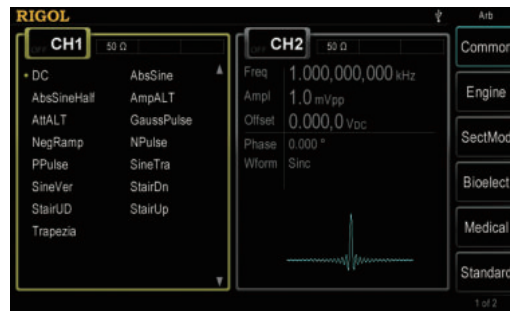 RIGOL
Arb
OFF CH1 50 Ω
OFF CH2 50 Ω
• DC AbsSine
AbsSineHalf AmpALT
AttALT GaussPulse
NegRamp NPulse
PPulse SineTra
SineVer StairDn
StairUD StairUp
Trapezia
Freq 1.000,000,000 kHz
Ampl 1.0 mVpp
Offset 0.000,0 VDC
Phase 0.000 °
Wform Sinc
Common
Engine
SectMod
Bioelect
Medical
Standard
1 of 2